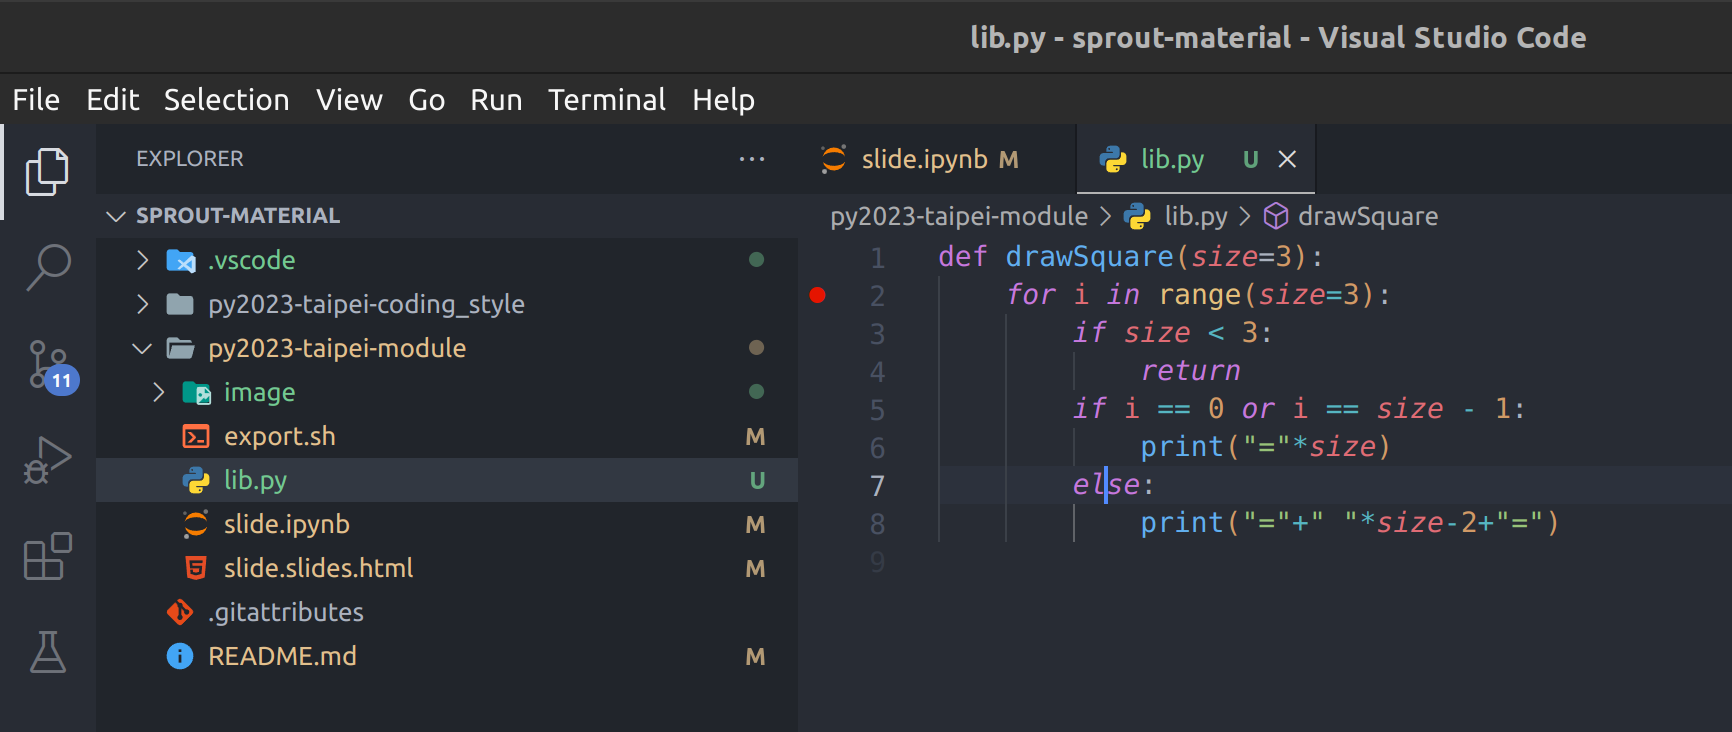 lib.py - sprout-material - Visual Studio Code
File Edit Selection View Go Run Terminal Help
EXPLORER ...
SPROUT-MATERIAL
.vscode
py2023-taipei-coding_style
py2023-taipei-module
image
export.sh M
lib.py U
slide.ipynb M
slide.slides.html M
.gitattributes
README.md M
11
slide.ipynb M lib.py U
py2023-taipei-module > lib.py > drawSquare
1 def drawSquare(size=3):
2 for i in range(size=3):
3 if size < 3:
4 return
5 if i == 0 or i == size - 1:
6 print("="*size)
7 else:
8 print("="+" "*size-2+"=")
9